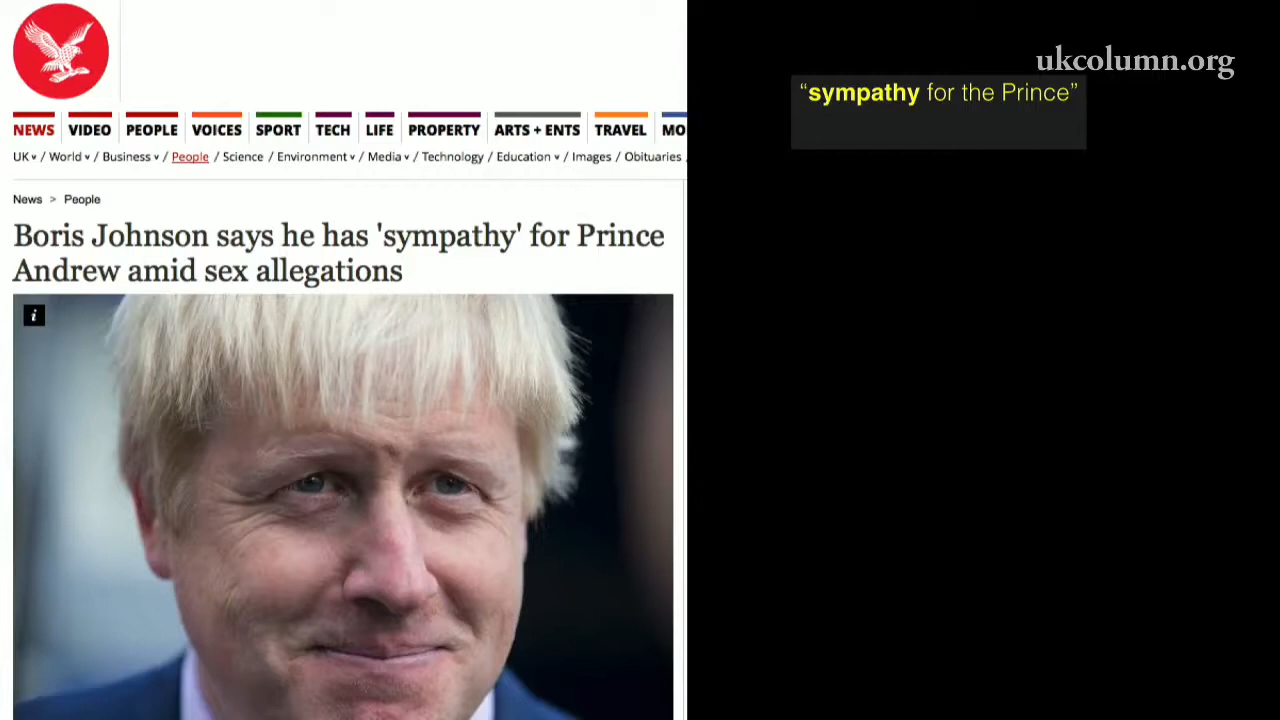 NEWS VIDEO PEOPLE VOICES SPORT TECH LIFE PROPERTY ARTS + ENTS TRAVEL MO
UK / World / Business / People / Science / Environment / Media / Technology / Education / Images / Obituaries
News > People
Boris Johnson says he has 'sympathy' for Prince
Andrew amid sex allegations
i
ukcolumn.org
“sympathy for the Prince”